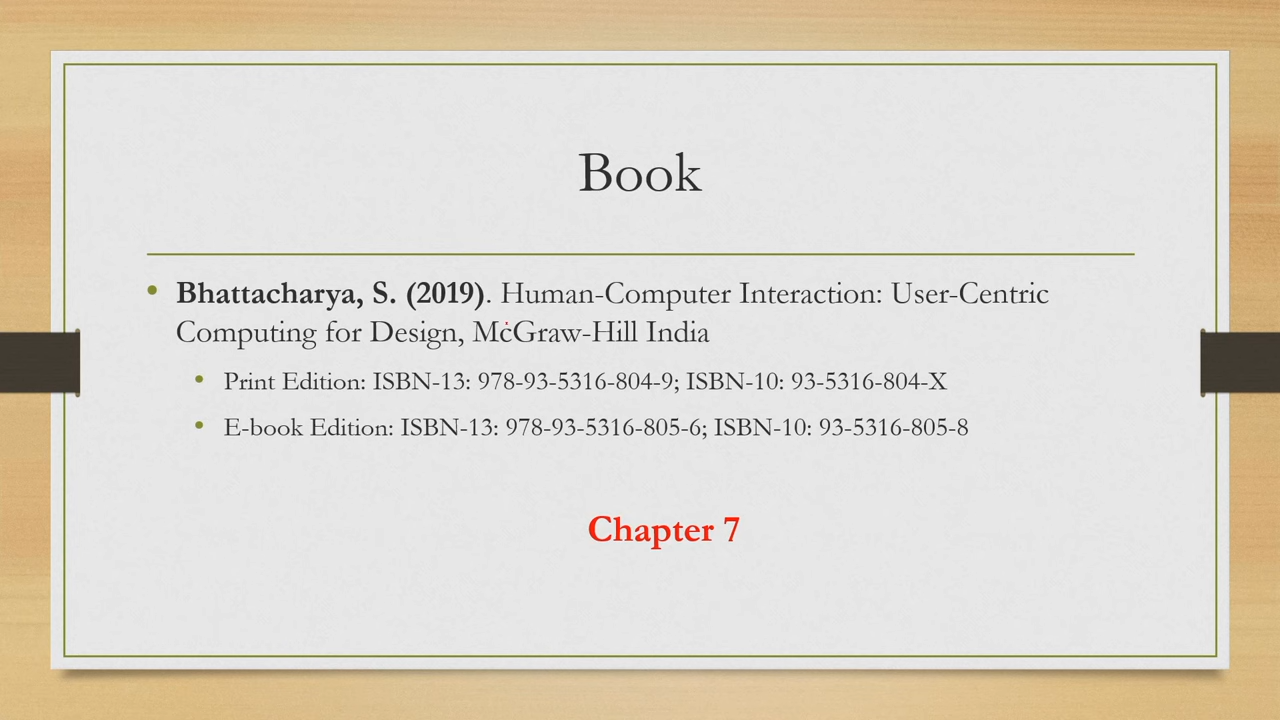 Book
• Bhattacharya, S. (2019). Human-Computer Interaction: User-Centric
Computing for Design, McGraw-Hill India
• Print Edition: ISBN-13: 978-93-5316-804-9; ISBN-10: 93-5316-804-X
• E-book Edition: ISBN-13: 978-93-5316-805-6; ISBN-10: 93-5316-805-8
Chapter 7